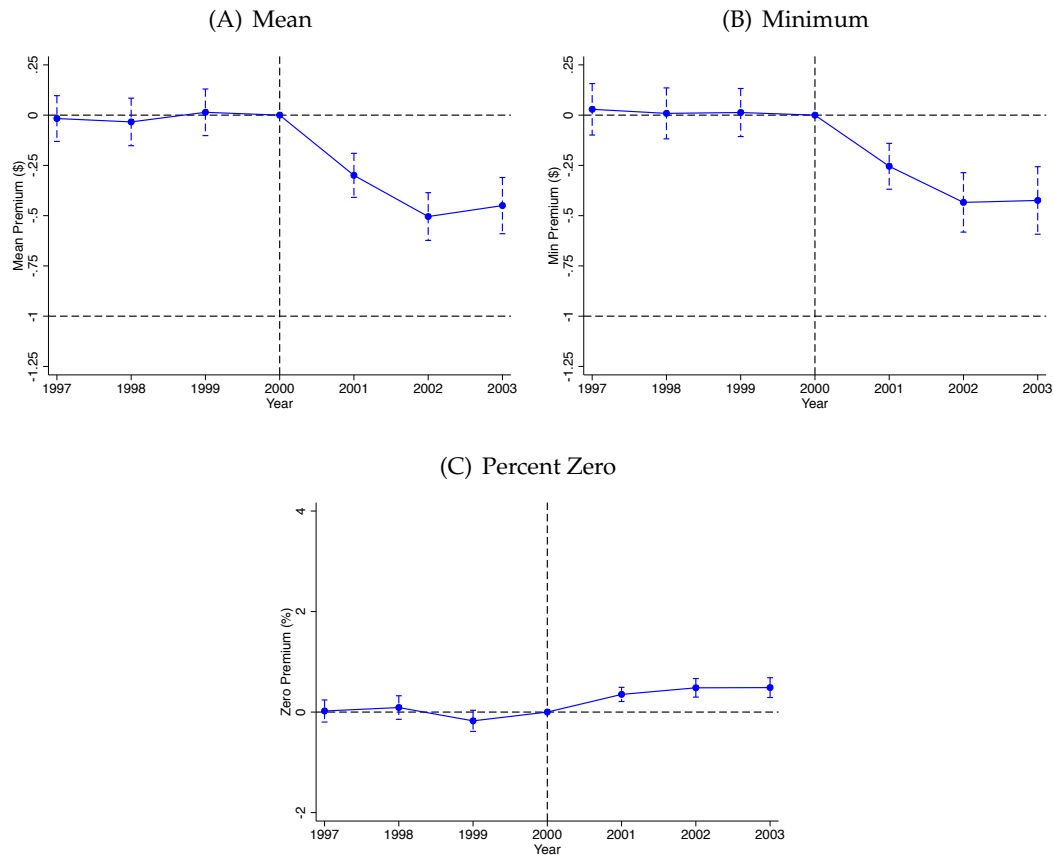 (A) Mean
.25
0
-.25
-.5
-.75
-1
-1.25
Mean Premium ($)
1997 1998 1999 2000 2001 2002 2003
Year
(B) Minimum
.25
0
-.25
-.5
-.75
-1
-1.25
Min Premium ($)
1997 1998 1999 2000 2001 2002 2003
Year
(C) Percent Zero
4
2
0
-2
Zero Premium (%)
1997 1998 1999 2000 2001 2002 2003
Year